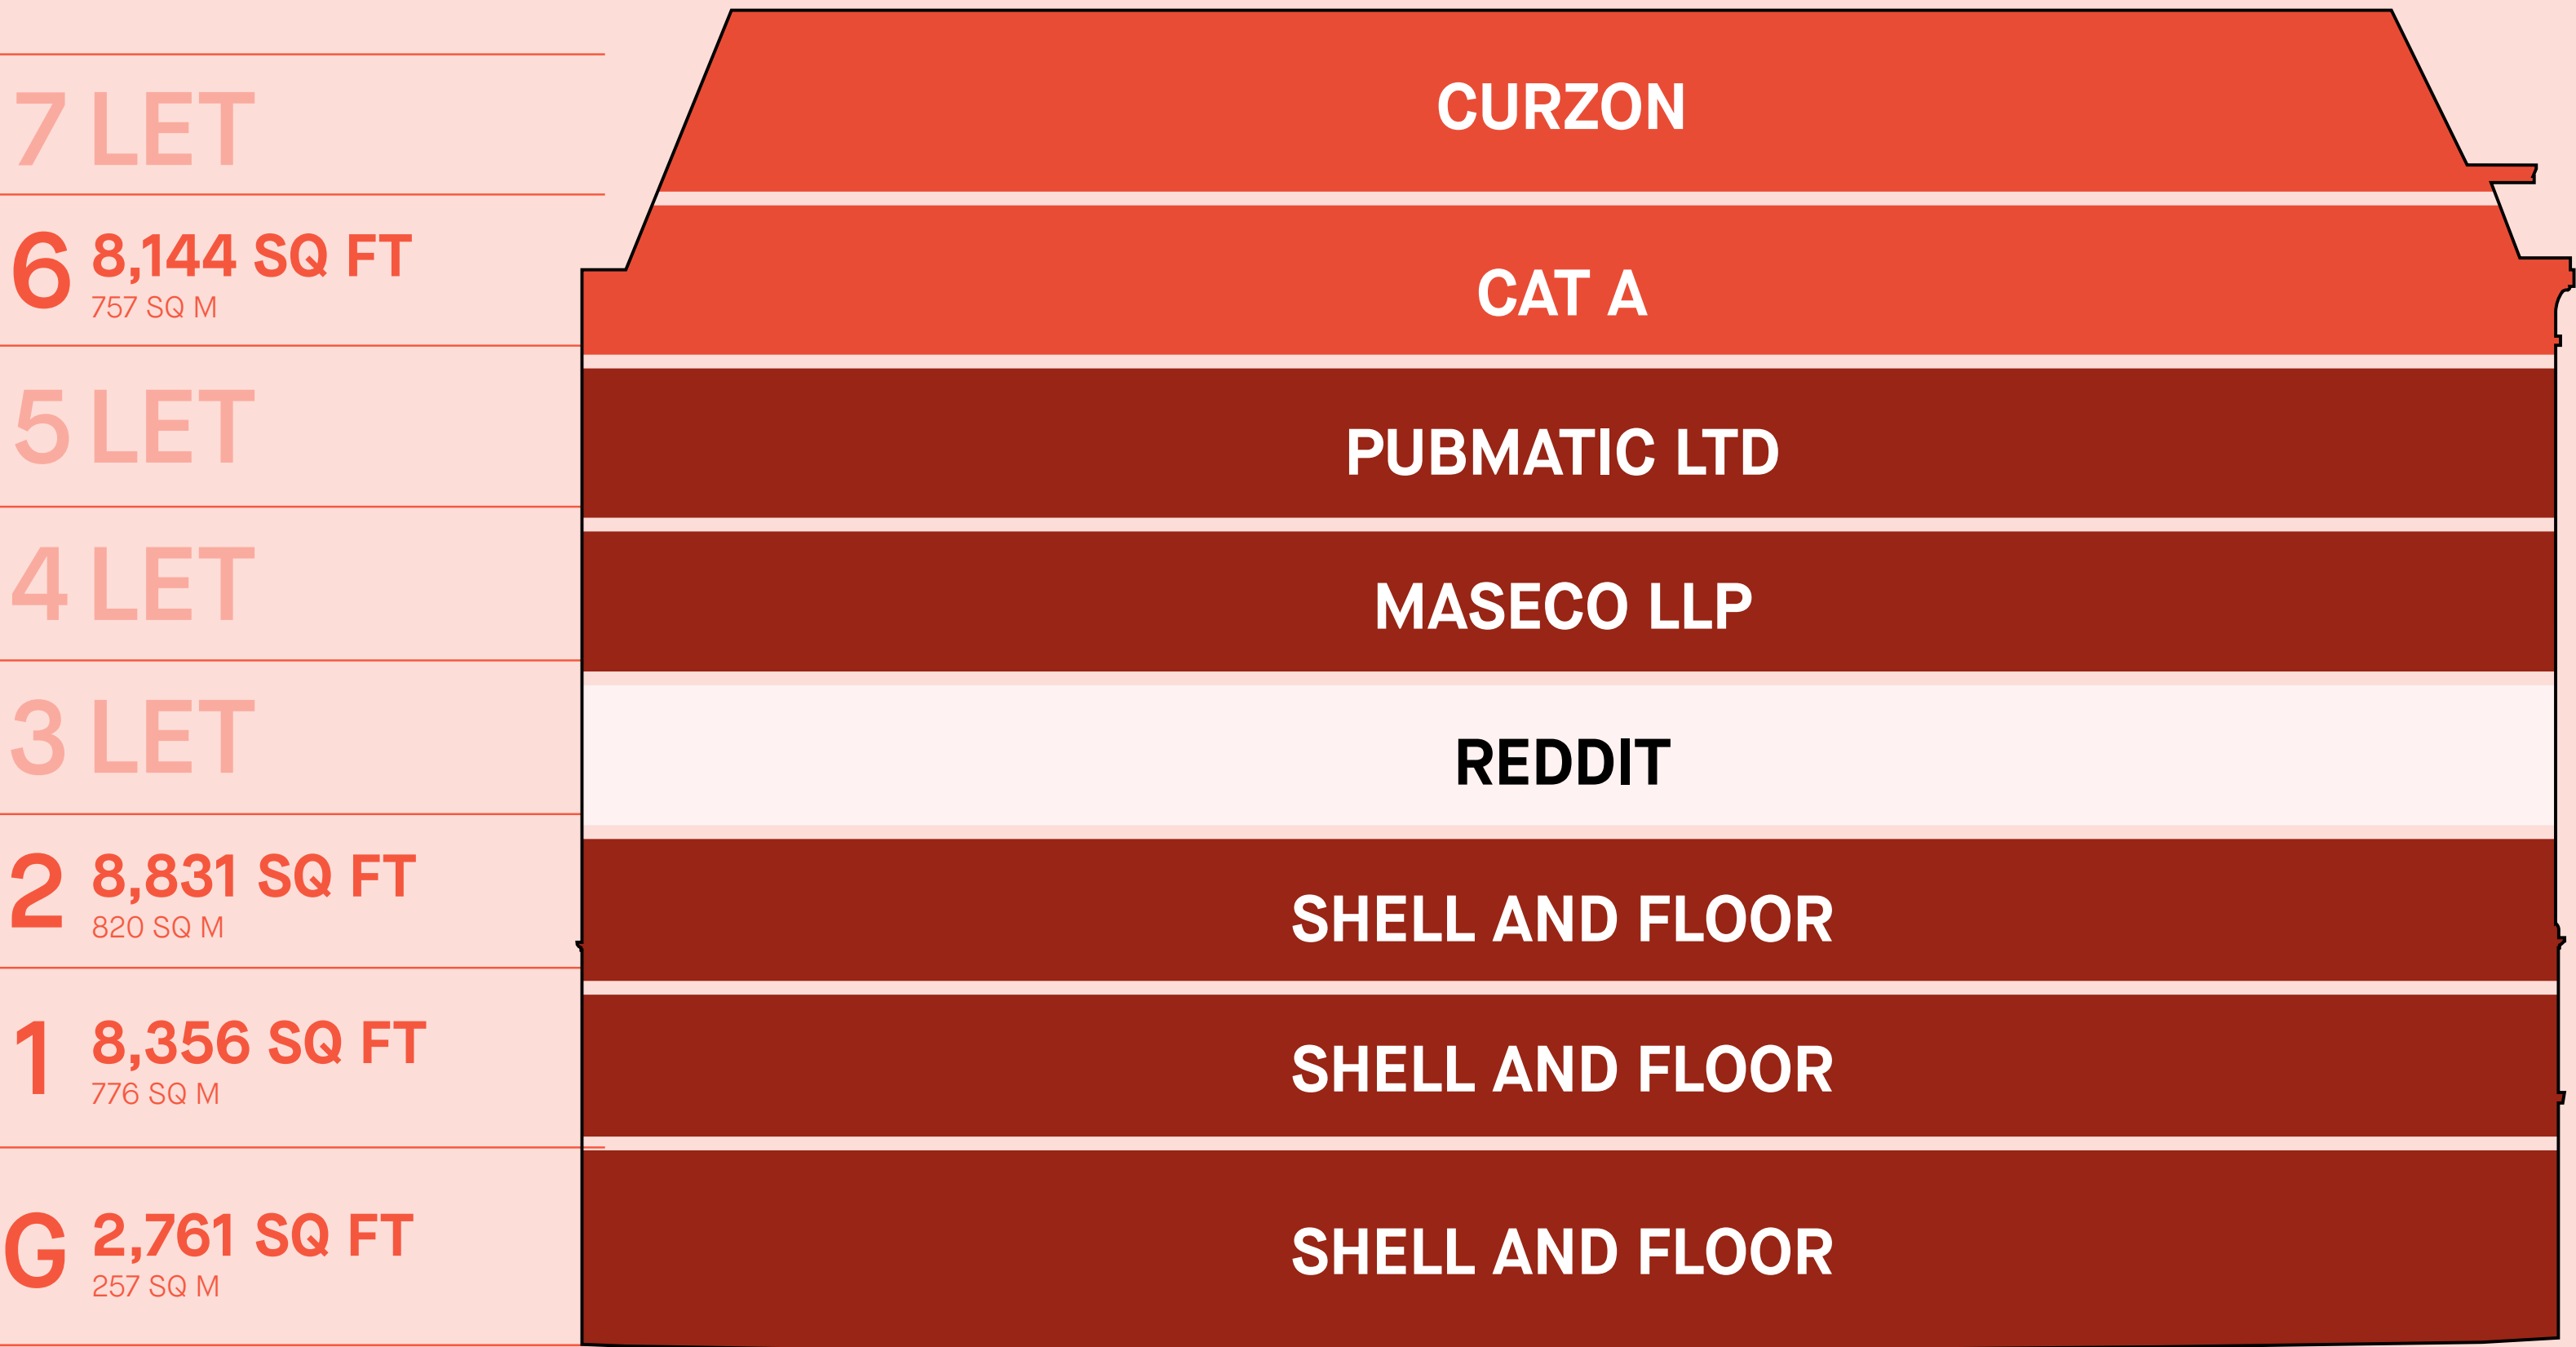 7 LET
CURZON
6 8,144 SQ FT
757 SQ M
CAT A
5 LET
PUBMATIC LTD
4 LET
MASECO LLP
3 LET
REDDIT
2 8,831 SQ FT
820 SQ M
SHELL AND FLOOR
1 8,356 SQ FT
776 SQ M
SHELL AND FLOOR
G 2,761 SQ FT
257 SQ M
SHELL AND FLOOR